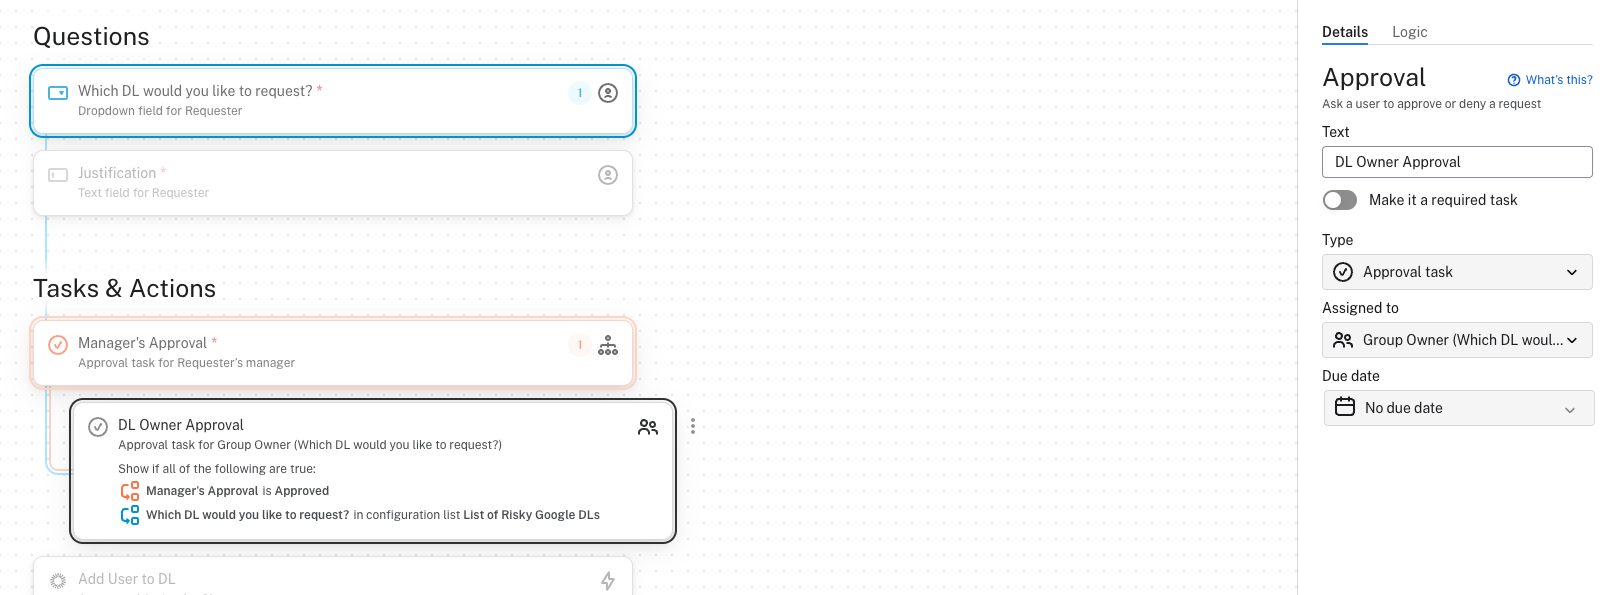 Questions
Which DL would you like to request? *
1
Dropdown field for Requester
Justification *
Text field for Requester
Tasks & Actions
Manager's Approval *
1
Approval task for Requester's manager
DL Owner Approval
Approval task for Group Owner (Which DL would you like to request?)
Show if all of the following are true:
Manager's Approval is Approved
Which DL would you like to request? in configuration list List of Risky Google DLs
Add User to DL
Details Logic
Approval
What's this?
Ask a user to approve or deny a request
Text
DL Owner Approval
Make it a required task
Type
Approval task
Assigned to
Group Owner (Which DL woul...
Due date
No due date